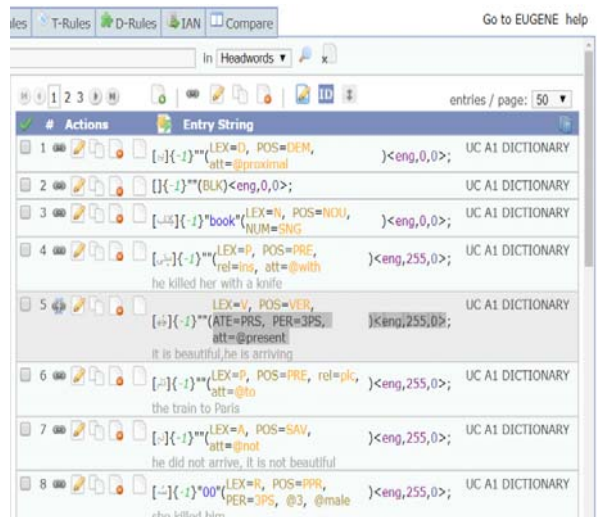 les T-Rules D-Rules IAN Compare Go to EUGENE help
in Headwords
1 2 3 ID entries / page: 50
# Actions Entry String
1 []{-1}""(LEX=D, POS=DEM, att=@proximal )<eng,0,0>; UC A1 DICTIONARY
2 []{-1}""(BLK)<eng,0,0>; UC A1 DICTIONARY
3 []{-1}"book"(LEX=N, POS=NOU, NUM=SNG )<eng,0,0>; UC A1 DICTIONARY
4 []{-1}""(LEX=P, POS=PRE, rel=ins, att=@with )<eng,255,0>; UC A1 DICTIONARY
he killed her with a knife
5 []{-1}""(LEX=V, POS=VER, ATE=PRS, PER=3PS, att=@present )<eng,255,0>; UC A1 DICTIONARY
it is beautiful,he is arriving
6 []{-1}""(LEX=P, POS=PRE, rel=plc, att=@to )<eng,255,0>; UC A1 DICTIONARY
the train to Paris
7 []{-1}""(LEX=A, POS=SAV, att=@not )<eng,255,0>; UC A1 DICTIONARY
he did not arrive, it is not beautiful
8 []{-1}"00"(LEX=R, POS=PPR, PER=3PS, @3, @male )<eng,255,0>; UC A1 DICTIONARY
she killed him